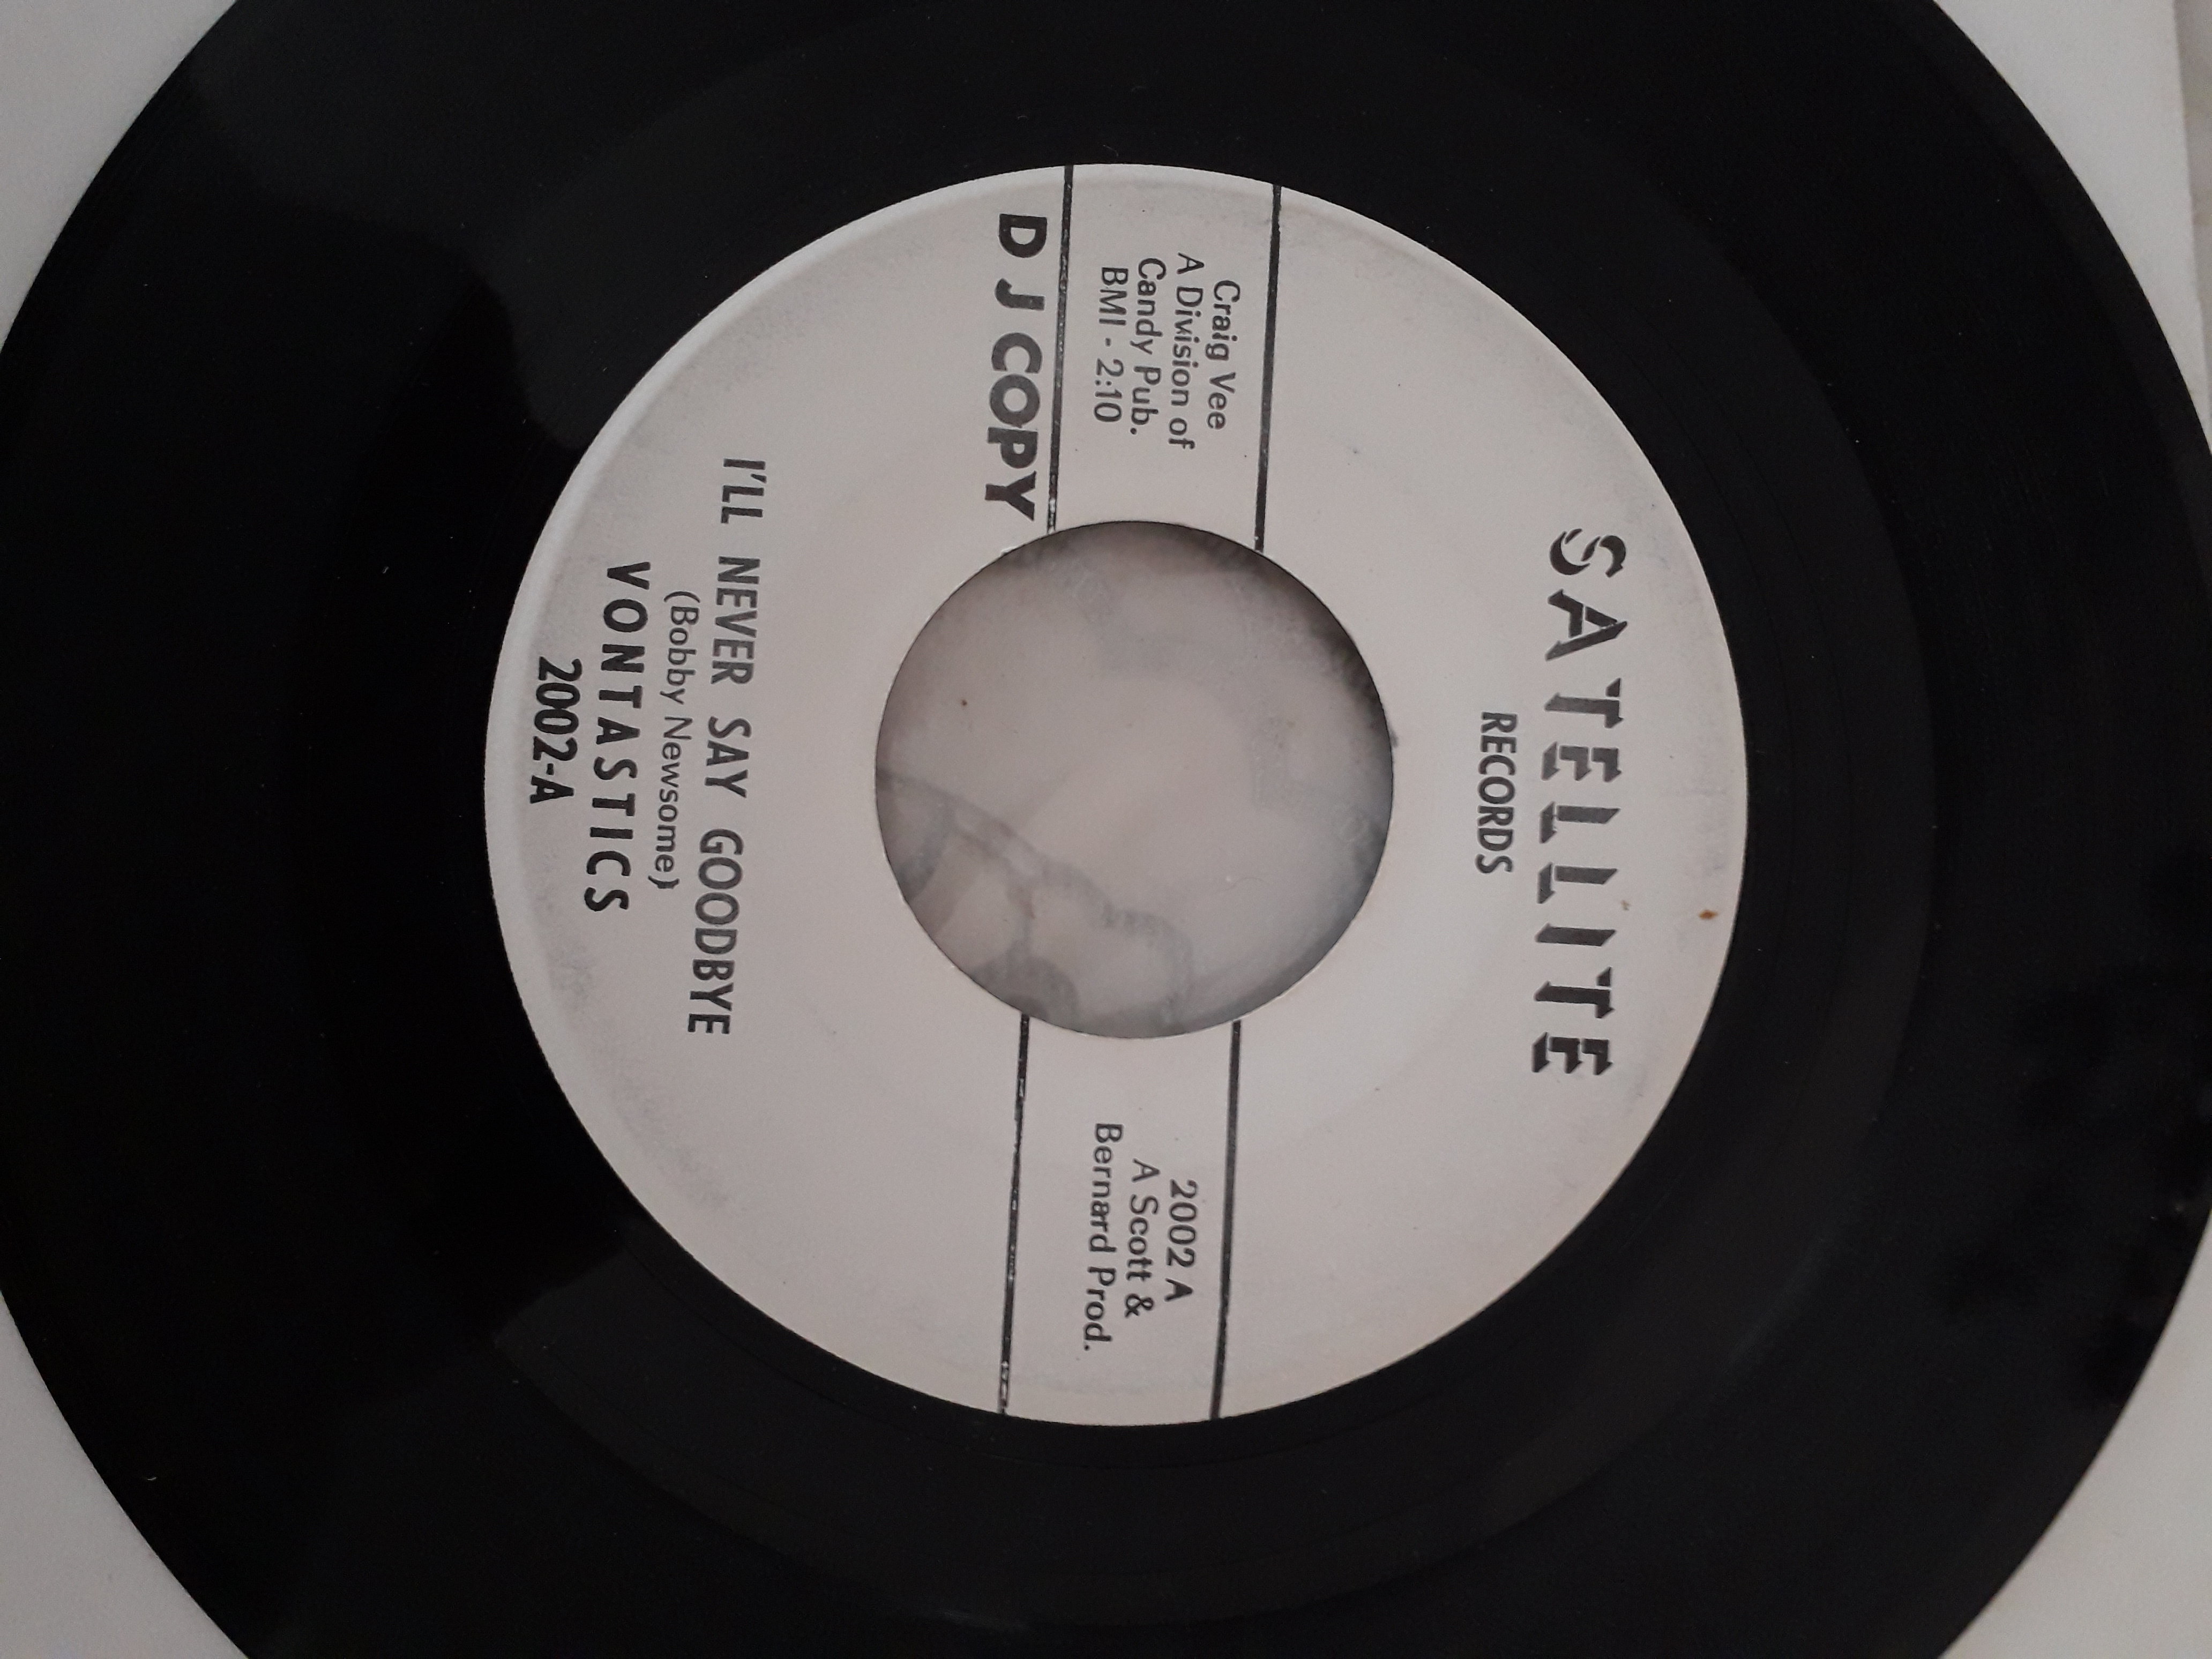 SATELLITE
RECORDS
Craig Vee
A Division of
Candy Pub.
BMI - 2:10
2002 A
A Scott &
Bernard Prod.
D J COPY
I'LL NEVER SAY GOODBYE
(Bobby Newsome)
VONTASTICS
2002-A